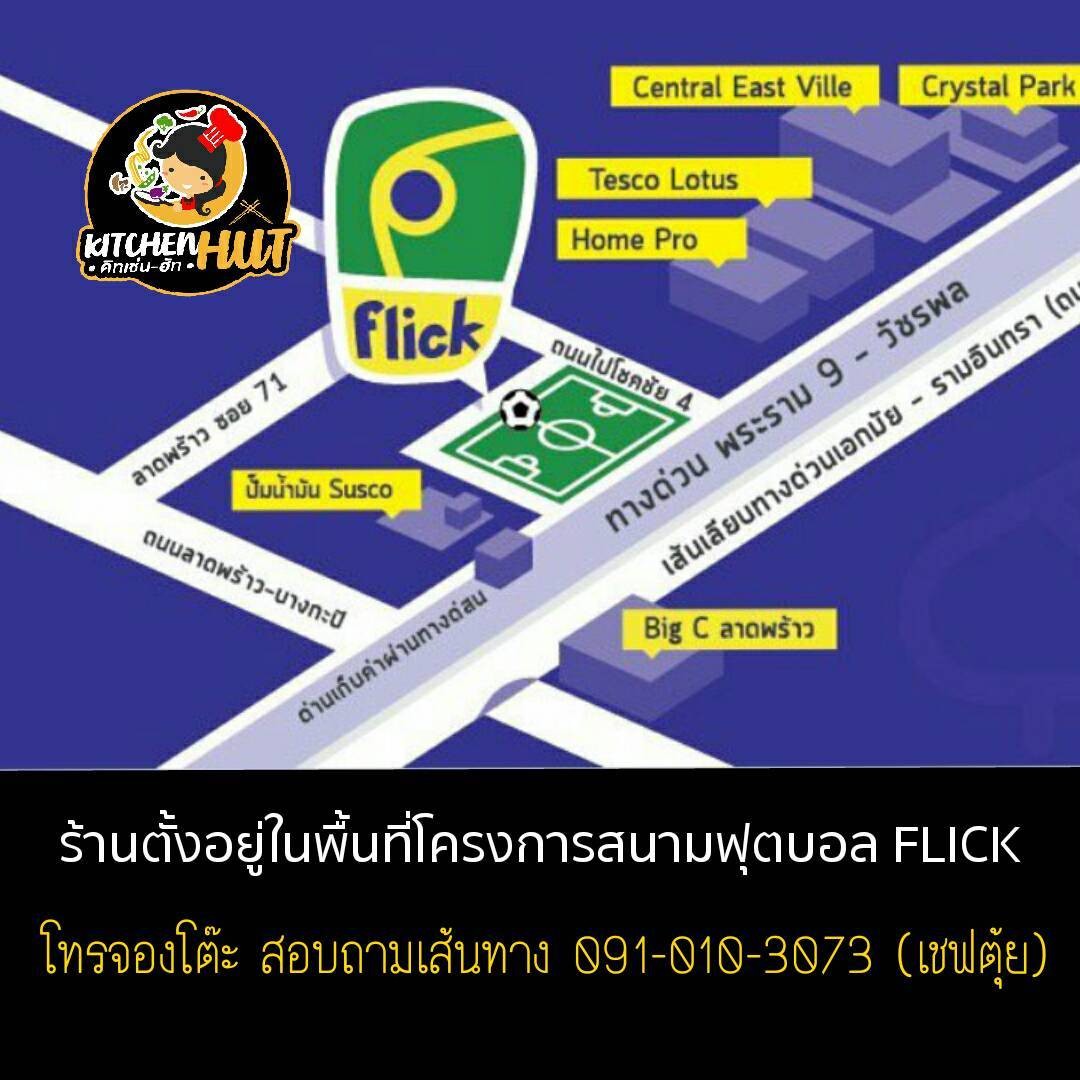 Central East Ville
Crystal Park
Tesco Lotus
Home Pro
KITCHEN HUT
• คิทเช่น-ฮัท •
flick
ถนนไปโชคชัย 4
ลาดพร้าว ซอย 71
ทางด่วน พระราม 9 - วัชรพล
เส้นเลียบทางด่วนเอกมัย - รามอินทรา (ถน
ปั๊มน้ำมัน Susco
ถนนลาดพร้าว-บางกะปิ
ด่านเก็บค่าผ่านทางด่สน
Big C ลาดพร้าว
ร้านตั้งอยู่ในพื้นที่โครงการสนามฟุตบอล FLICK
โทรจองโต๊ะ สอบถามเส้นทาง 091-010-3073 (เชฟตุ้ย)